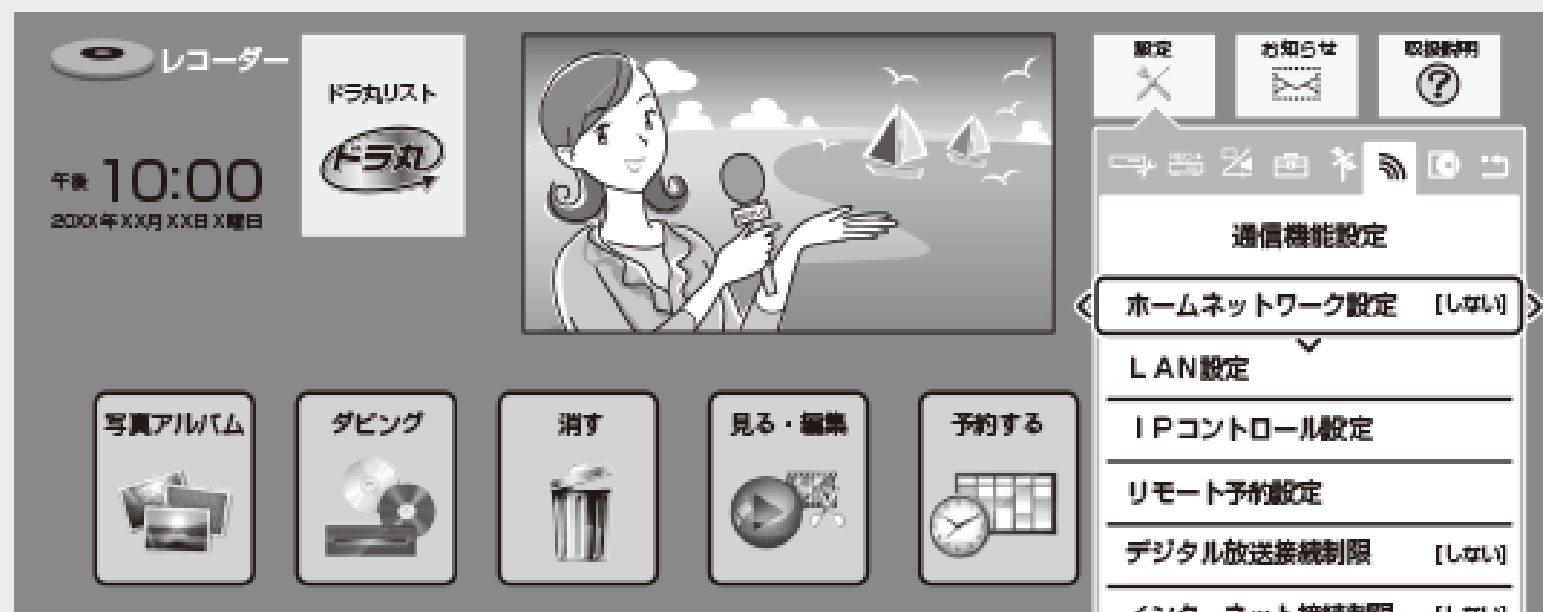 レコーダー
ドラ丸リスト
ドラ丸
午後 10:00
20XX年XX月XX日X曜日
設定
お知らせ
取扱説明
?
通信機能設定
ホームネットワーク設定 [しない]
LAN設定
IPコントロール設定
リモート予約設定
デジタル放送接続制限 [しない]
写真アルバム
ダビング
消す
見る・編集
予約する